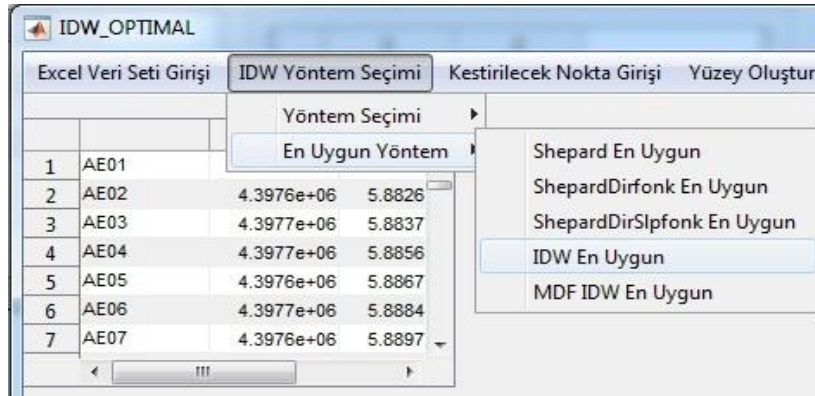 IDW_OPTIMAL
Excel Veri Seti Girişi IDW Yöntem Seçimi Kestirilecek Nokta Girişi Yüzey Oluştur
Yöntem Seçimi
En Uygun Yöntem
Shepard En Uygun
ShepardDirfonk En Uygun
ShepardDirSlpfonk En Uygun
IDW En Uygun
MDF IDW En Uygun
1 AE01
2 AE02 4.3976e+06 5.8826
3 AE03 4.3977e+06 5.8837
4 AE04 4.3977e+06 5.8856
5 AE05 4.3976e+06 5.8867
6 AE06 4.3977e+06 5.8884
7 AE07 4.3976e+06 5.8897